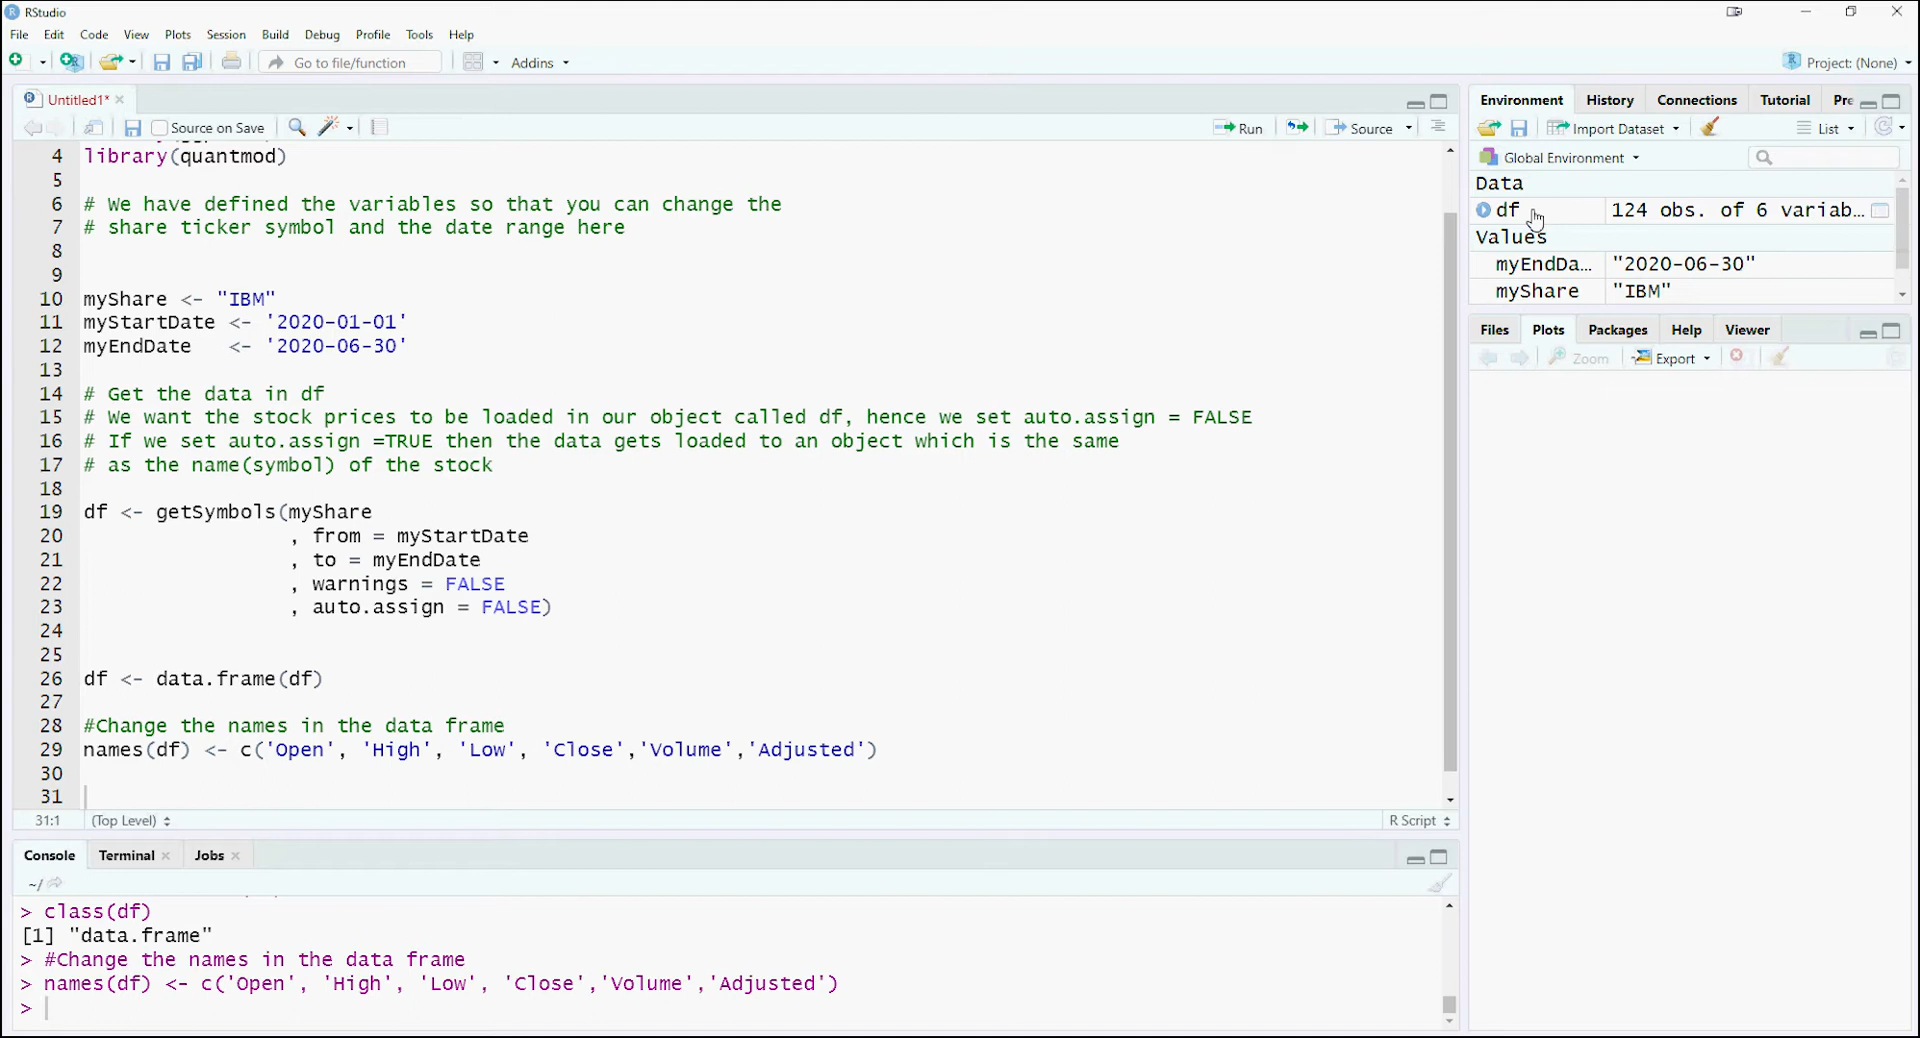 RStudio
File Edit Code View Plots Session Build Debug Profile Tools Help
Go to file/function Addins Project: (None)
Untitled1*
Source on Save Run Source
4 library(quantmod)
5
6 # We have defined the variables so that you can change the
7 # share ticker symbol and the date range here
8
9
10 myShare <- "IBM"
11 myStartDate <- '2020-01-01'
12 myEndDate <- '2020-06-30'
13
14 # Get the data in df
15 # We want the stock prices to be loaded in our object called df, hence we set auto.assign = FALSE
16 # If we set auto.assign =TRUE then the data gets loaded to an object which is the same
17 # as the name(symbol) of the stock
18
19 df <- getSymbols(myShare
20 , from = myStartDate
21 , to = myEndDate
22 , warnings = FALSE
23 , auto.assign = FALSE)
24
25
26 df <- data.frame(df)
27
28 #Change the names in the data frame
29 names(df) <- c('Open', 'High', 'Low', 'Close','Volume','Adjusted')
30
31
31:1 (Top Level) R Script
Console Terminal Jobs
~/
> class(df)
[1] "data.frame"
> #Change the names in the data frame
> names(df) <- c('Open', 'High', 'Low', 'Close','Volume','Adjusted')
>
Environment History Connections Tutorial Pre
Import Dataset List
Global Environment
Data
df 124 obs. of 6 variab…
Values
myEndDa… "2020-06-30"
myShare "IBM"
Files Plots Packages Help Viewer
Zoom Export